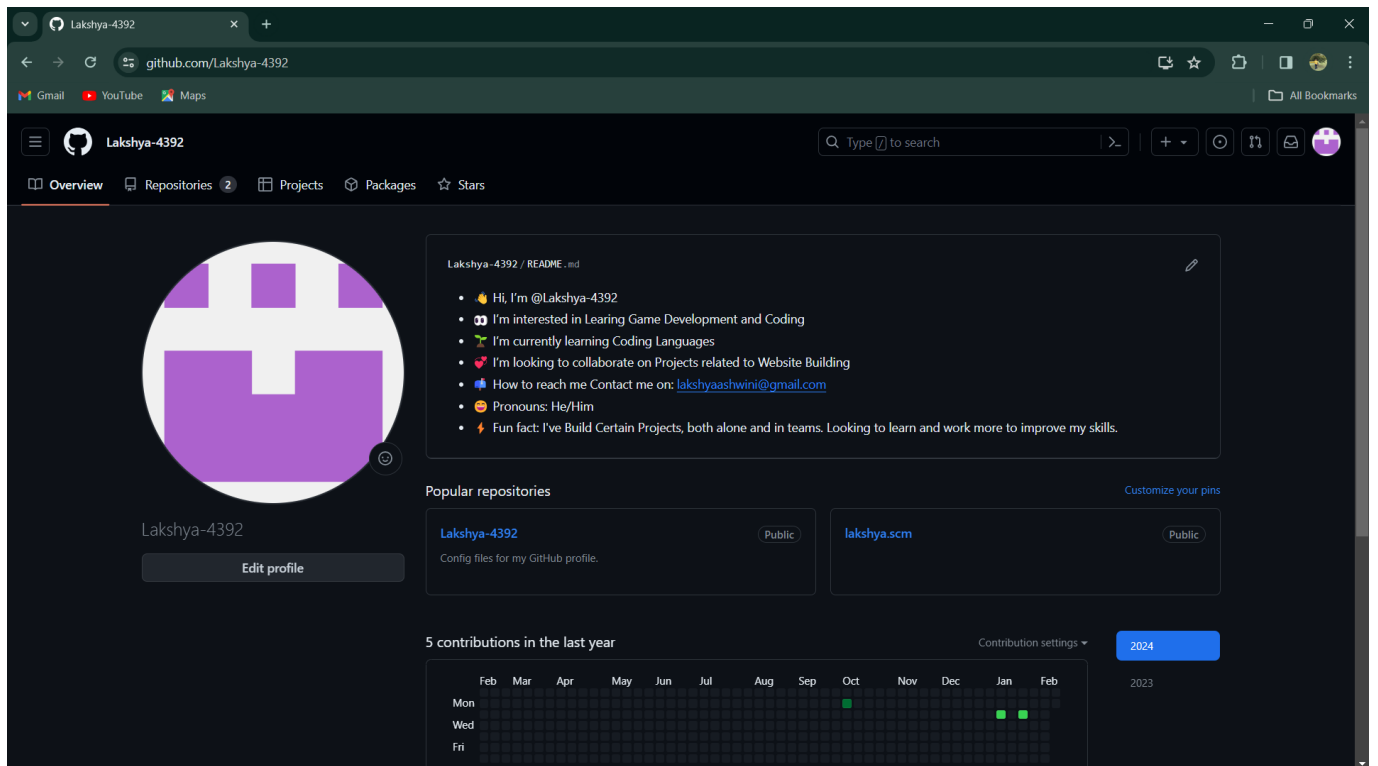 Lakshya-4392
github.com/Lakshya-4392
Gmail YouTube Maps All Bookmarks
Lakshya-4392 Type / to search
Overview Repositories 2 Projects Packages Stars
Lakshya-4392 / README.md
👋 Hi, I'm @Lakshya-4392
👀 I'm interested in Learing Game Development and Coding
🌱 I'm currently learning Coding Languages
💞️ I'm looking to collaborate on Projects related to Website Building
📫 How to reach me Contact me on: lakshyaashwini@gmail.com
😄 Pronouns: He/Him
⚡ Fun fact: I've Build Certain Projects, both alone and in teams. Looking to learn and work more to improve my skills.
Lakshya-4392
Edit profile
Popular repositories Customize your pins
Lakshya-4392 Public
Config files for my GitHub profile.
lakshya.scm Public
5 contributions in the last year Contribution settings
2024
2023
Feb Mar Apr May Jun Jul Aug Sep Oct Nov Dec Jan Feb
Mon
Wed
Fri